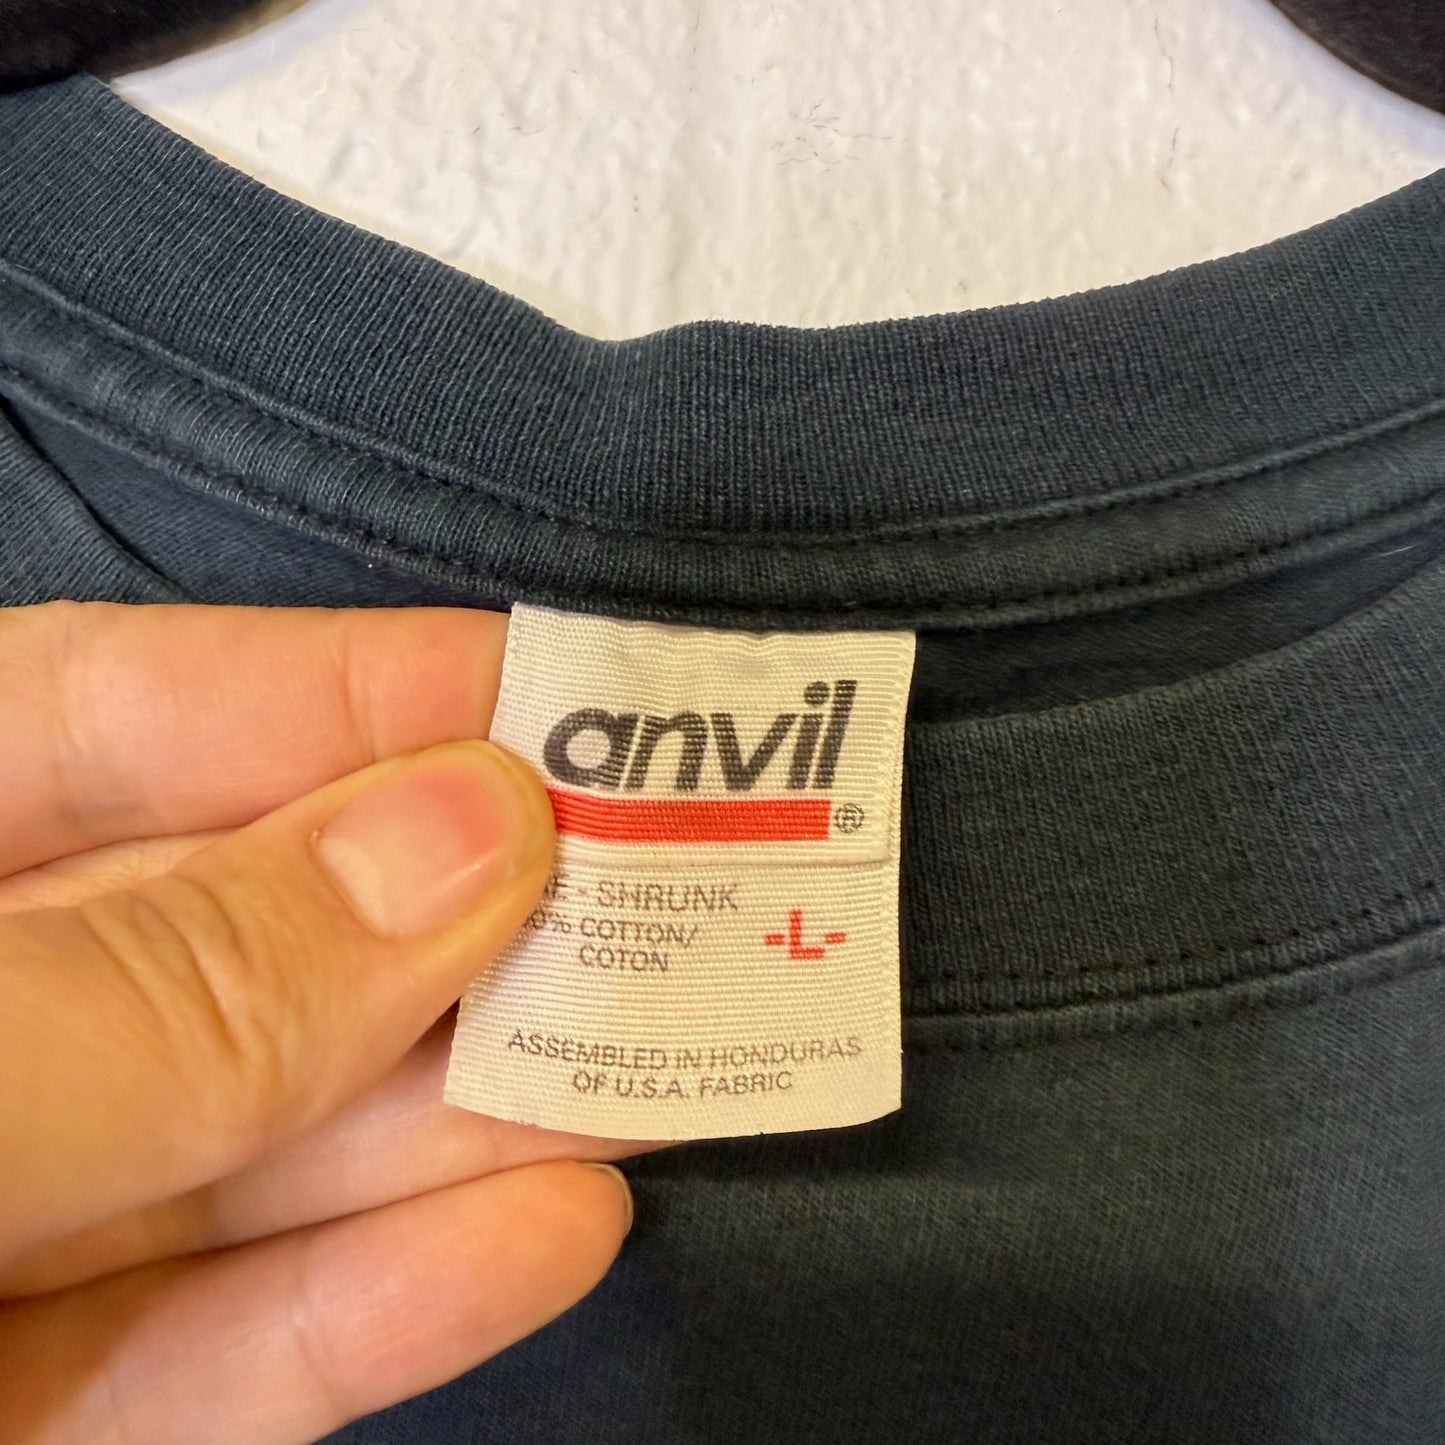 anvil
®
- SHRUNK
% COTTON/
COTON
-L-
ASSEMBLED IN HONDURAS
OF U.S.A. FABRIC